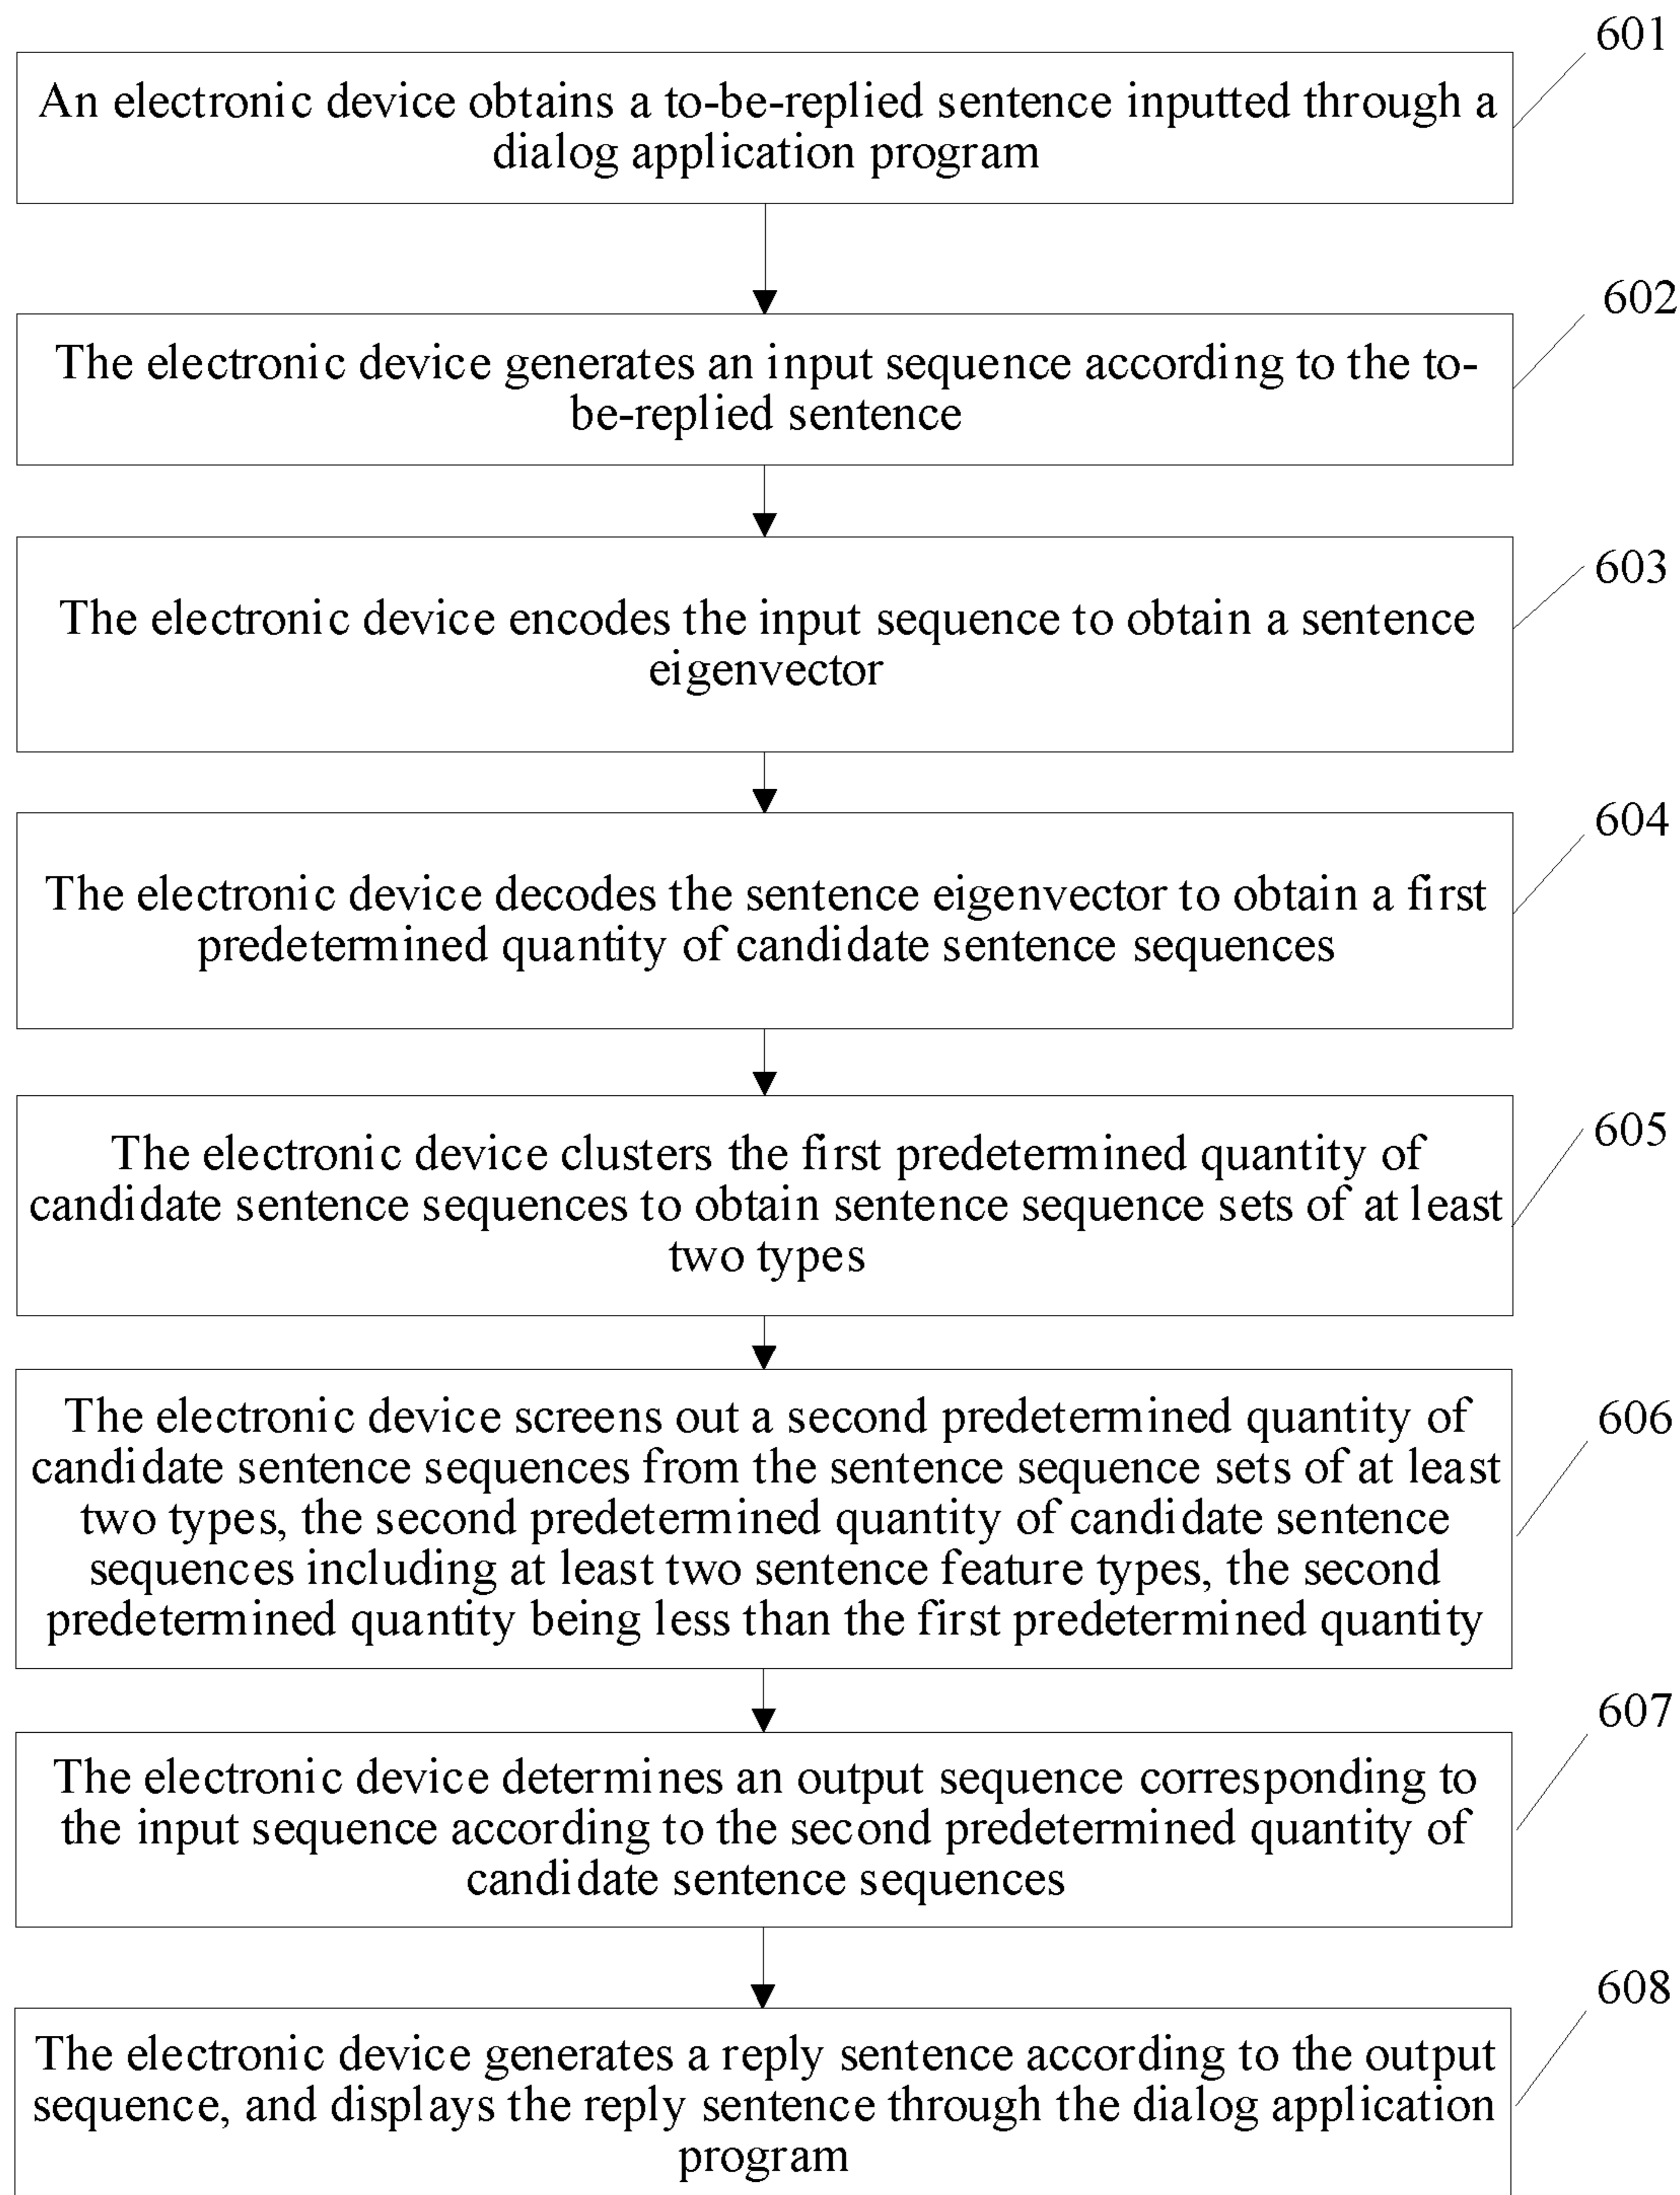 601
An electronic device obtains a to-be-replied sentence inputted through a
dialog application program
602
The electronic device generates an input sequence according to the to-
be-replied sentence
603
The electronic device encodes the input sequence to obtain a sentence
eigenvector
604
The electronic device decodes the sentence eigenvector to obtain a first
predetermined quantity of candidate sentence sequences
605
The electronic device clusters the first predetermined quantity of
candidate sentence sequences to obtain sentence sequence sets of at least
two types
606
The electronic device screens out a second predetermined quantity of
candidate sentence sequences from the sentence sequence sets of at least
two types, the second predetermined quantity of candidate sentence
sequences including at least two sentence feature types, the second
predetermined quantity being less than the first predetermined quantity
607
The electronic device determines an output sequence corresponding to
the input sequence according to the second predetermined quantity of
candidate sentence sequences
608
The electronic device generates a reply sentence according to the output
sequence, and displays the reply sentence through the dialog application
program